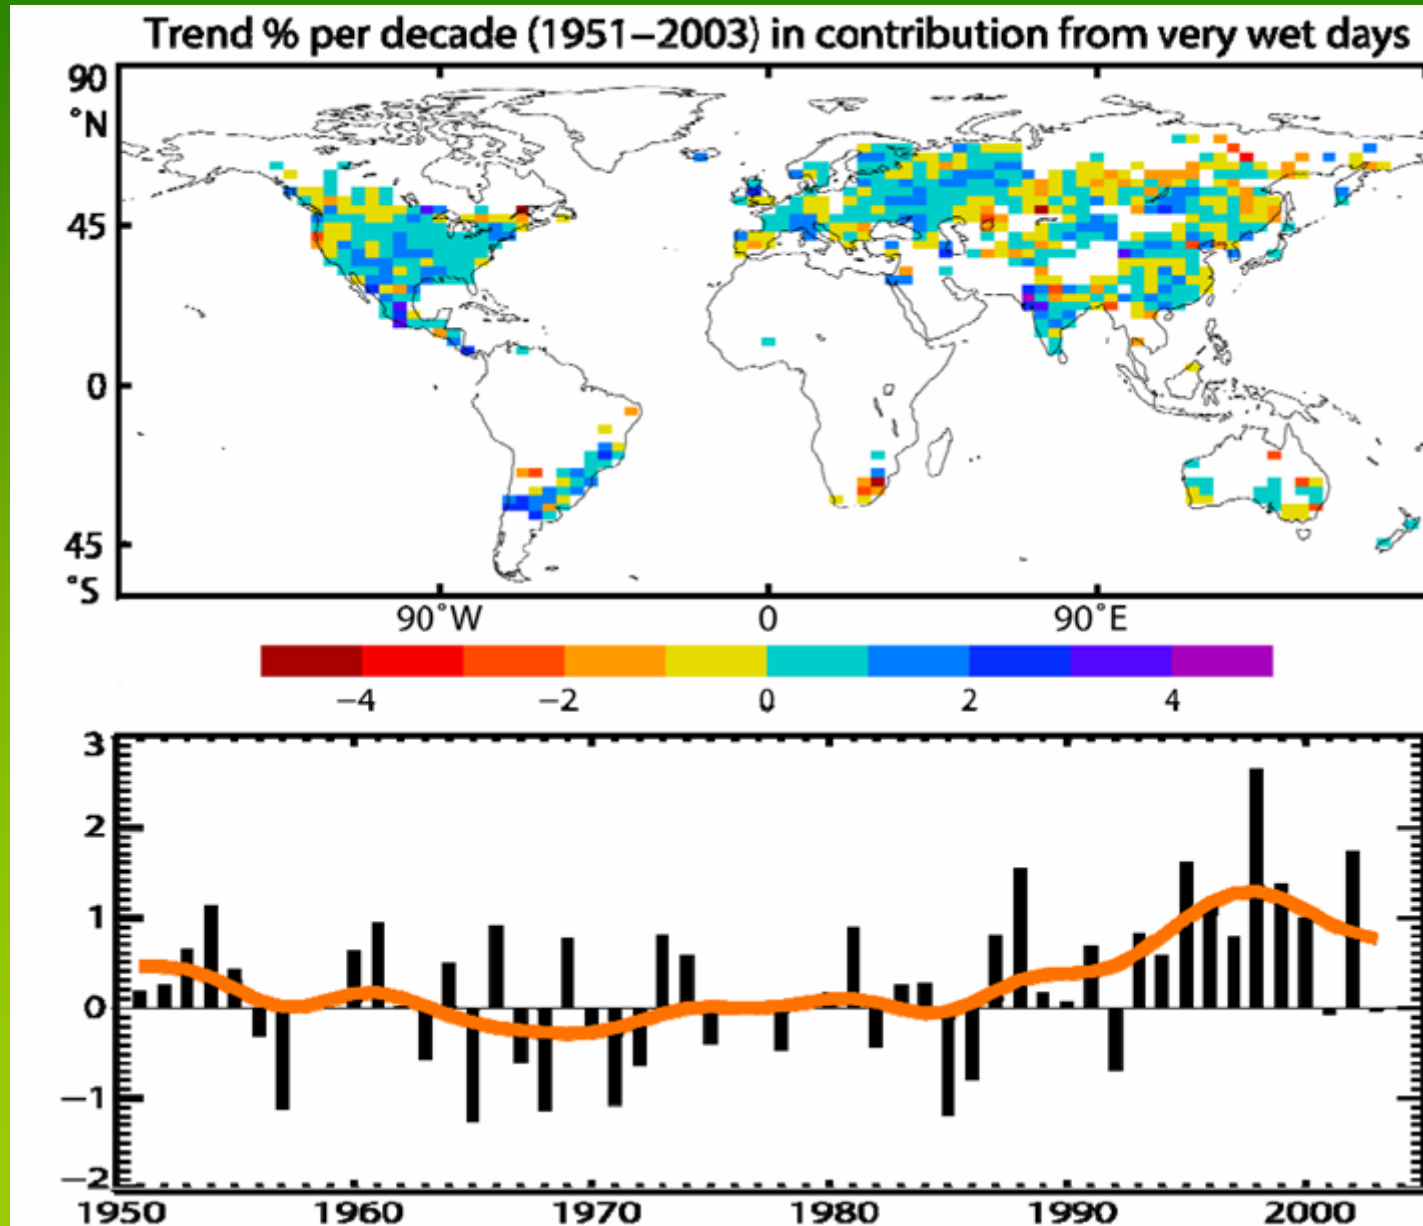 Trend % per decade (1951–2003) in contribution from very wet days
90
°N
45
0
45
°S
90°W 0 90°E
−4 −2 0 2 4
3
2
1
0
−1
−2
1950 1960 1970 1980 1990 2000